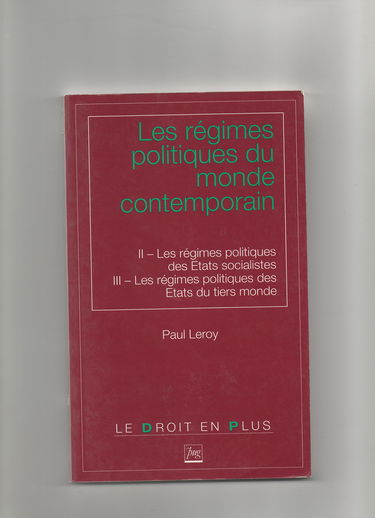 Les régimes
politiques du
monde
contemporain
II – Les régimes politiques
des Etats socialistes
III – Les régimes politiques des
Etats du tiers monde
Paul Leroy
LE DROIT EN PLUS
pug